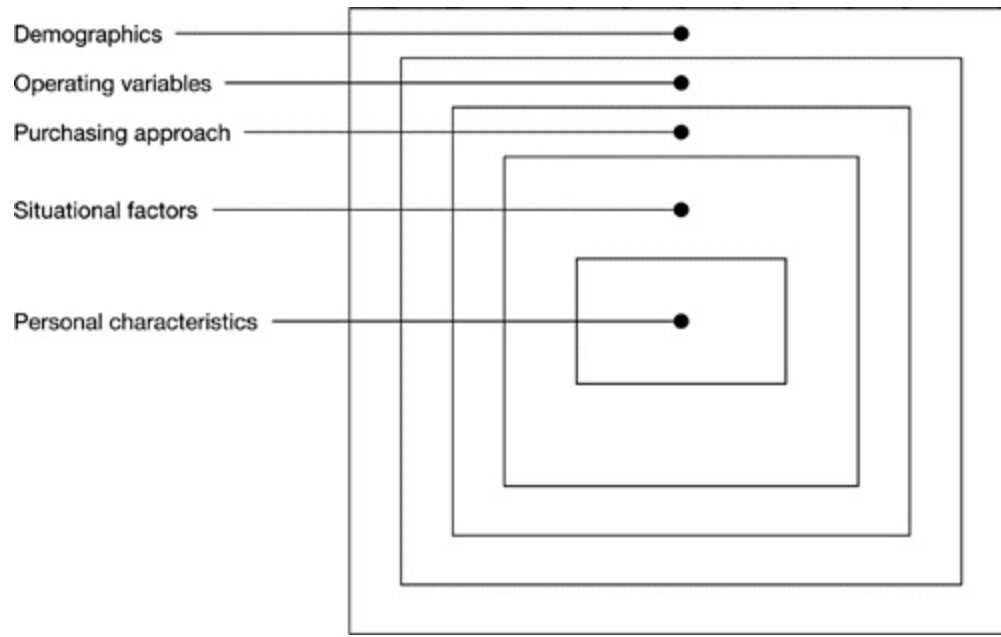 Demographics
Operating variables
Purchasing approach
Situational factors
Personal characteristics